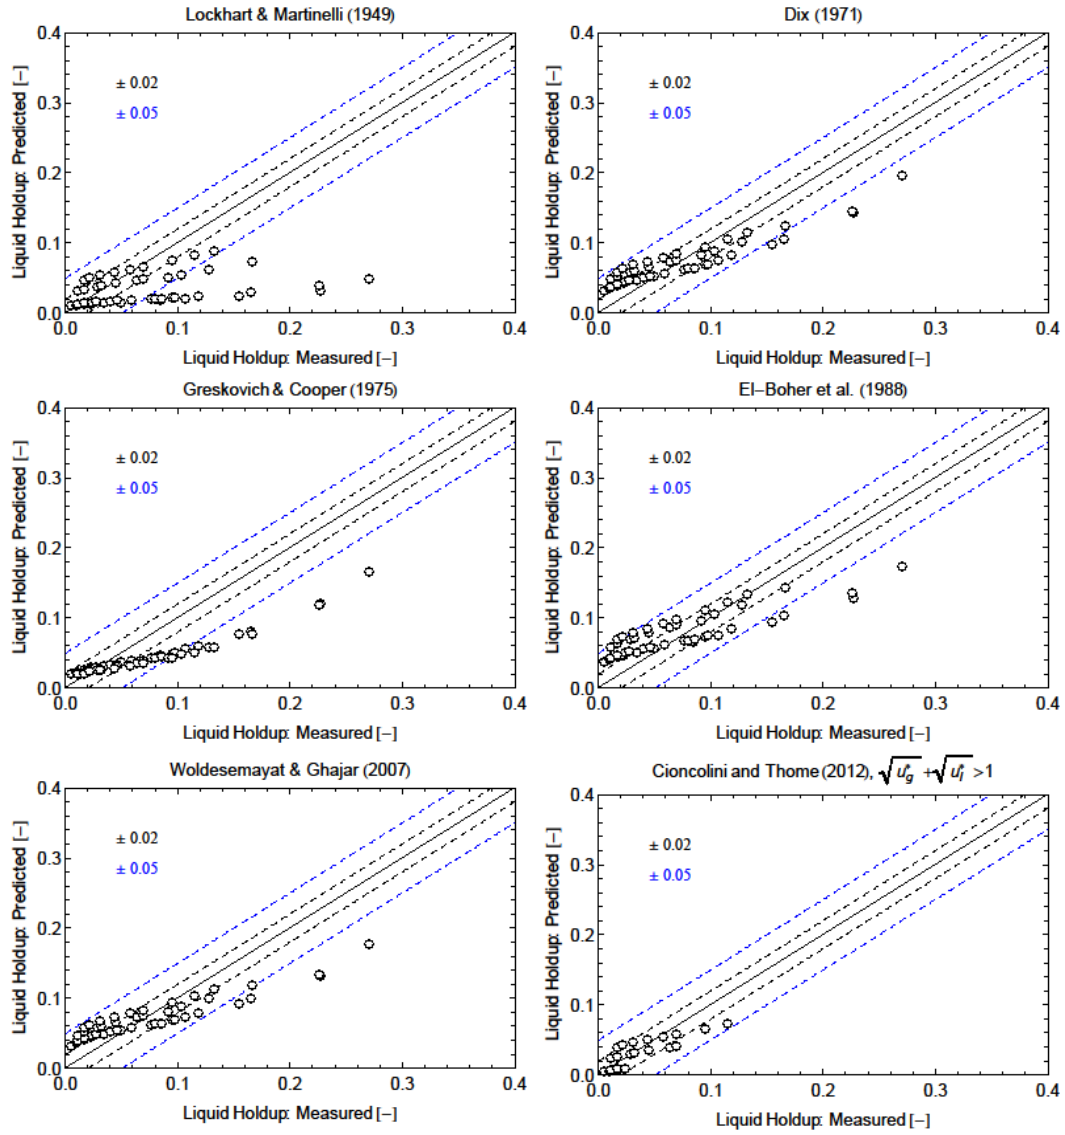 Lockhart & Martinelli (1949)
0.4
0.3
0.2
0.1
0.0
± 0.02
± 0.05
Liquid Holdup: Predicted [−]
0.0 0.1 0.2 0.3 0.4
Liquid Holdup: Measured [−]
Dix (1971)
0.4
0.3
0.2
0.1
0.0
± 0.02
± 0.05
Liquid Holdup: Predicted [−]
0.0 0.1 0.2 0.3 0.4
Liquid Holdup: Measured [−]
Greskovich & Cooper (1975)
0.4
0.3
0.2
0.1
0.0
± 0.02
± 0.05
Liquid Holdup: Predicted [−]
0.0 0.1 0.2 0.3 0.4
Liquid Holdup: Measured [−]
El−Boher et al. (1988)
0.4
0.3
0.2
0.1
0.0
± 0.02
± 0.05
Liquid Holdup: Predicted [−]
0.0 0.1 0.2 0.3 0.4
Liquid Holdup: Measured [−]
Woldesemayat & Ghajar (2007)
0.4
0.3
0.2
0.1
0.0
± 0.02
± 0.05
Liquid Holdup: Predicted [−]
0.0 0.1 0.2 0.3 0.4
Liquid Holdup: Measured [−]
Cioncolini and Thome (2012), √u*g + √u*l >1
0.4
0.3
0.2
0.1
0.0
± 0.02
± 0.05
Liquid Holdup: Predicted [−]
0.0 0.1 0.2 0.3 0.4
Liquid Holdup: Measured [−]